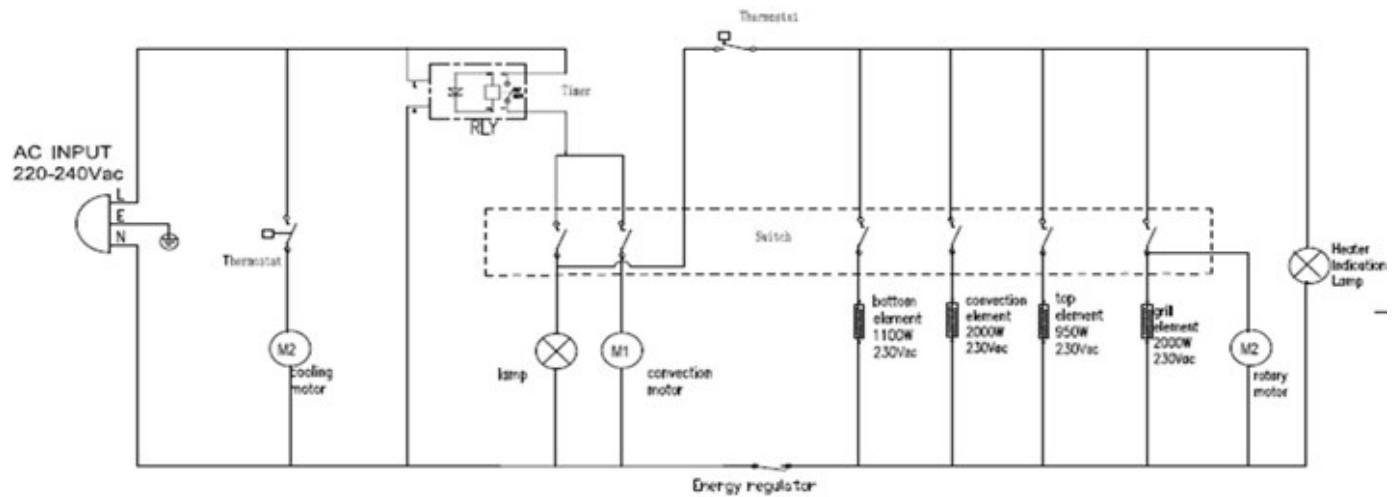 Thermostat
Timer
RLY
AC INPUT
220-240Vac
L
E
N
Thermostat
Switch
Heater
Indication
Lamp
bottom
element
1100W
230Vac
convection
element
2000W
230Vac
top
element
950W
230Vac
grill
element
2000W
230Vac
M2
cooling
motor
lamp
M1
convection
motor
M2
rotary
motor
Energy regulator